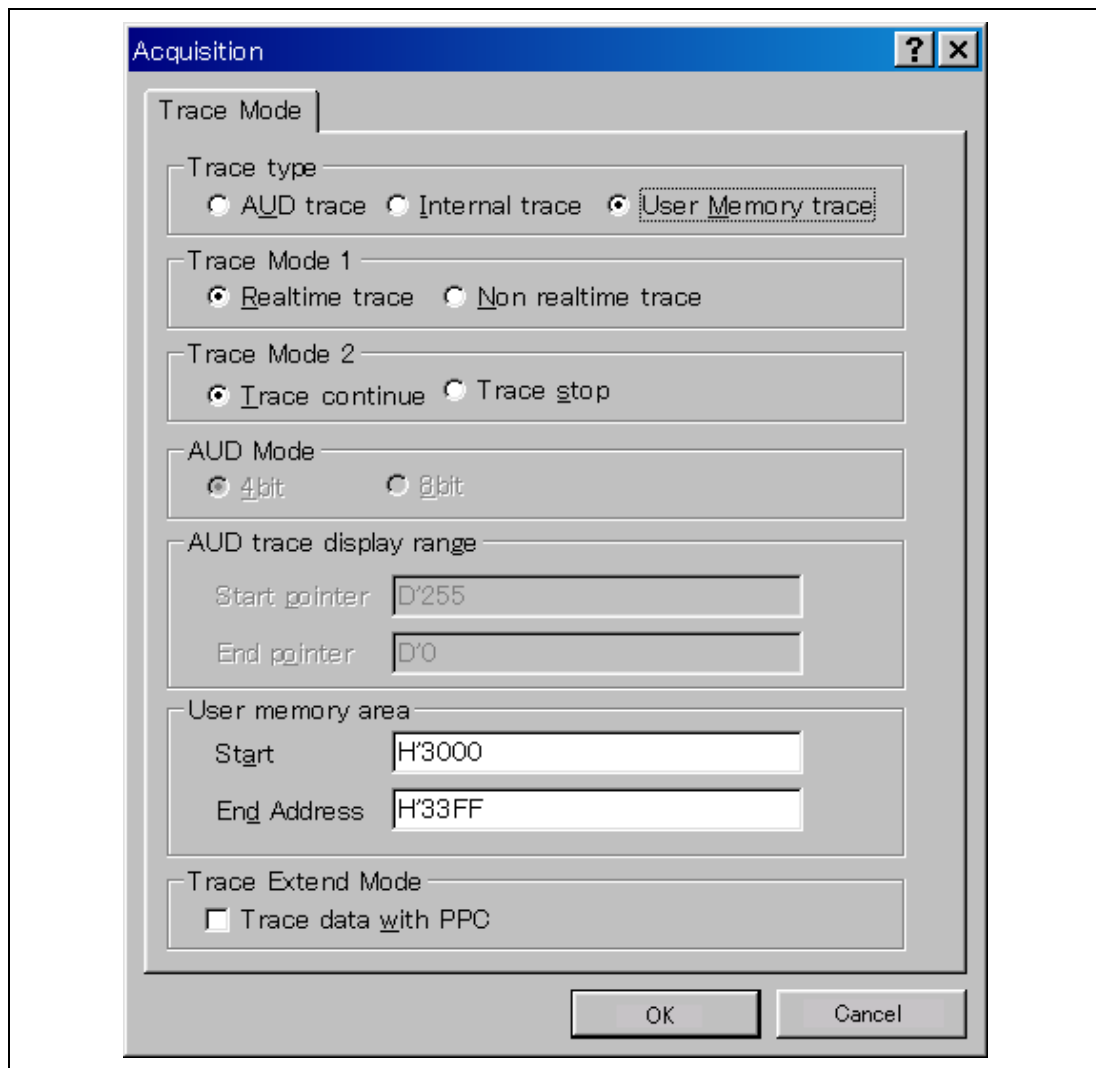 Acquisition
Trace Mode
Trace type
AUD trace Internal trace User Memory trace
Trace Mode 1
Realtime trace Non realtime trace
Trace Mode 2
Trace continue Trace stop
AUD Mode
4bit 8bit
AUD trace display range
Start pointer D'255
End pointer D'0
User memory area
Start H'3000
End Address H'33FF
Trace Extend Mode
Trace data with PPC
OK Cancel